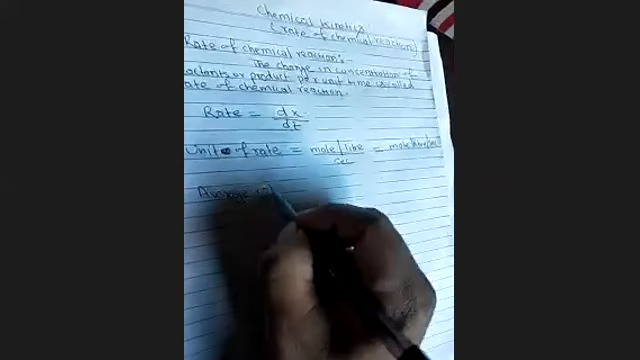 Chemical Kinetics
(rate of chemical reaction)
Rate of chemical reaction:-
The change in concentration of
reactants or product per unit time is called
rate of chemical reaction.
Rate = dx/dt
Unit of rate = mole/litre/sec = mole/litre/sec
Average